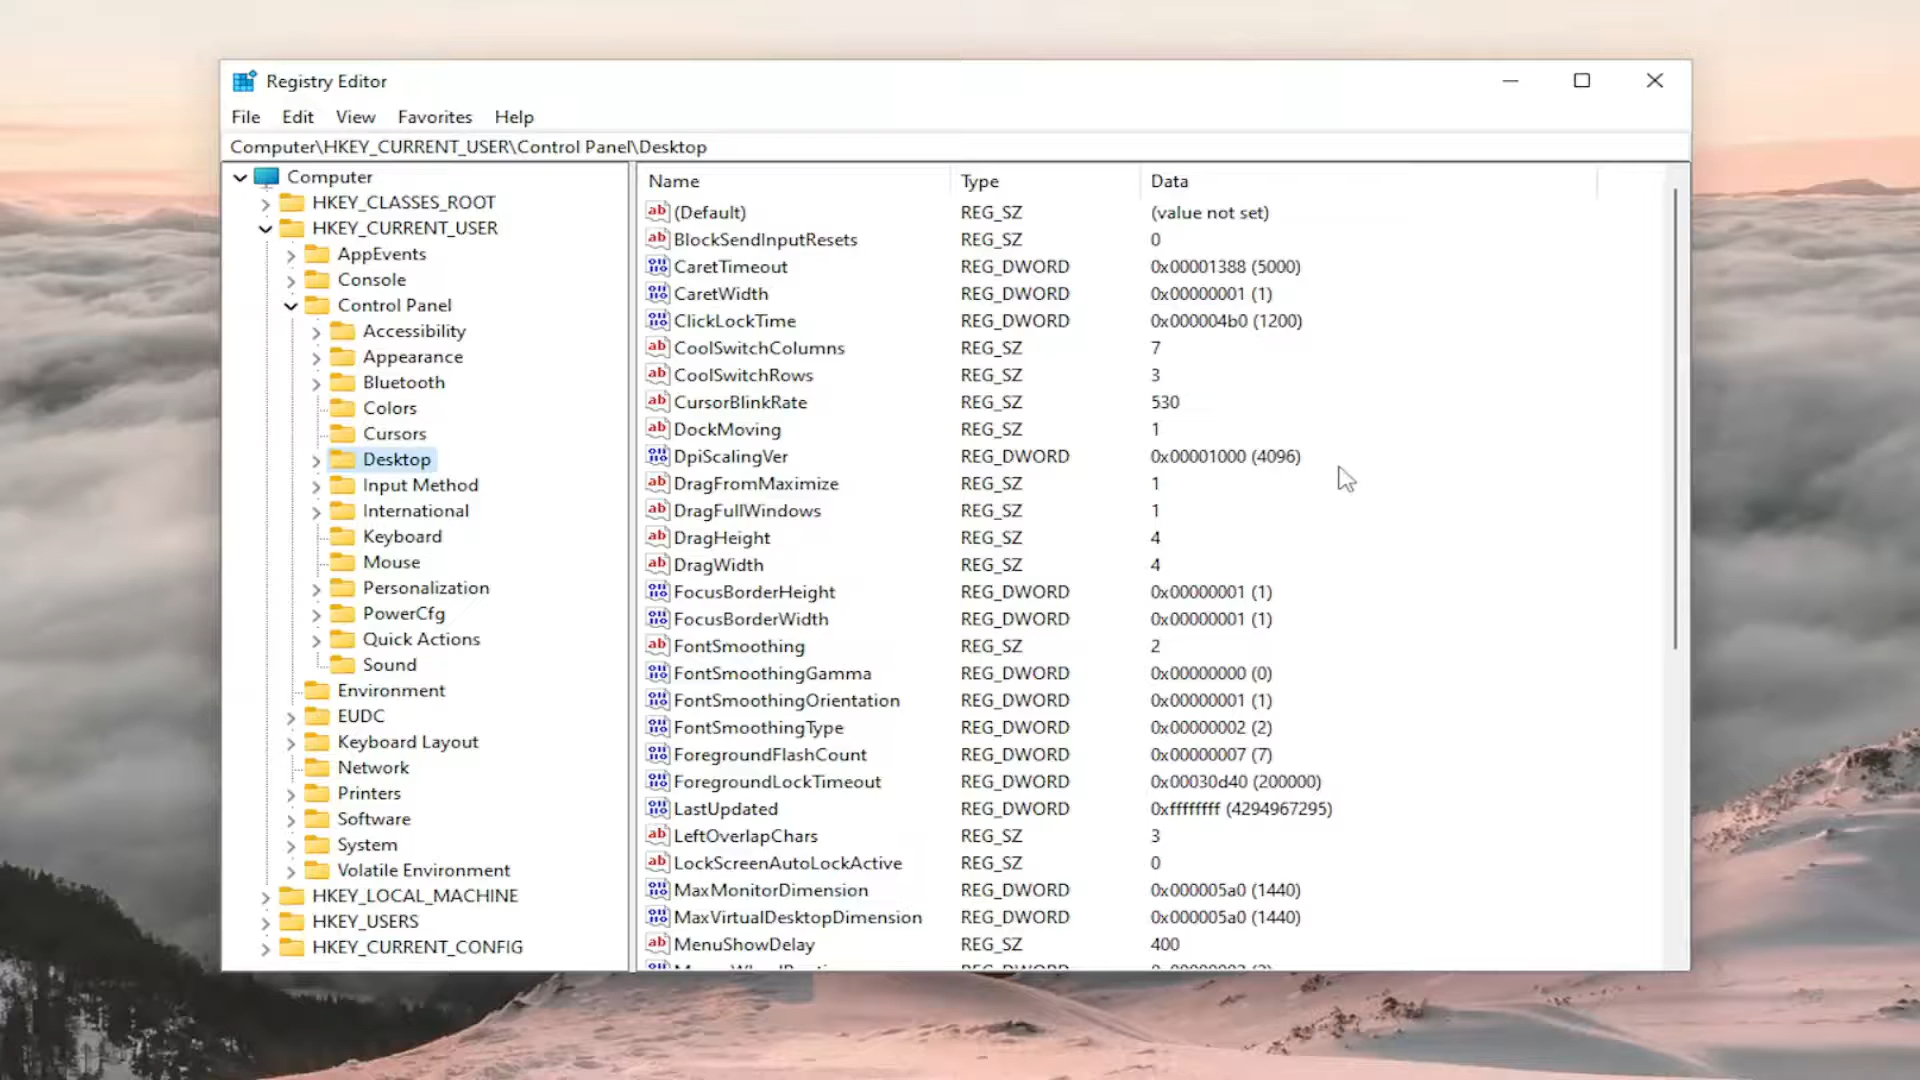 Registry Editor
File Edit View Favorites Help
Computer\HKEY_CURRENT_USER\Control Panel\Desktop
Computer
HKEY_CLASSES_ROOT
HKEY_CURRENT_USER
AppEvents
Console
Control Panel
Accessibility
Appearance
Bluetooth
Colors
Cursors
Desktop
Input Method
International
Keyboard
Mouse
Personalization
PowerCfg
Quick Actions
Sound
Environment
EUDC
Keyboard Layout
Network
Printers
Software
System
Volatile Environment
HKEY_LOCAL_MACHINE
HKEY_USERS
HKEY_CURRENT_CONFIG
Name Type Data
(Default) REG_SZ (value not set)
BlockSendInputResets REG_SZ 0
CaretTimeout REG_DWORD 0x00001388 (5000)
CaretWidth REG_DWORD 0x00000001 (1)
ClickLockTime REG_DWORD 0x000004b0 (1200)
CoolSwitchColumns REG_SZ 7
CoolSwitchRows REG_SZ 3
CursorBlinkRate REG_SZ 530
DockMoving REG_SZ 1
DpiScalingVer REG_DWORD 0x00001000 (4096)
DragFromMaximize REG_SZ 1
DragFullWindows REG_SZ 1
DragHeight REG_SZ 4
DragWidth REG_SZ 4
FocusBorderHeight REG_DWORD 0x00000001 (1)
FocusBorderWidth REG_DWORD 0x00000001 (1)
FontSmoothing REG_SZ 2
FontSmoothingGamma REG_DWORD 0x00000000 (0)
FontSmoothingOrientation REG_DWORD 0x00000001 (1)
FontSmoothingType REG_DWORD 0x00000002 (2)
ForegroundFlashCount REG_DWORD 0x00000007 (7)
ForegroundLockTimeout REG_DWORD 0x00030d40 (200000)
LastUpdated REG_DWORD 0xffffffff (4294967295)
LeftOverlapChars REG_SZ 3
LockScreenAutoLockActive REG_SZ 0
MaxMonitorDimension REG_DWORD 0x000005a0 (1440)
MaxVirtualDesktopDimension REG_DWORD 0x000005a0 (1440)
MenuShowDelay REG_SZ 400